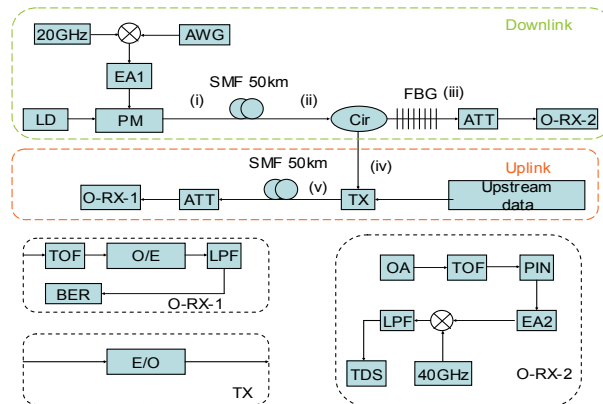 Downlink
20GHz
AWG
EA1
SMF 50km
(i)
(ii)
FBG
(iii)
LD
PM
Cir
ATT
O-RX-2
Uplink
SMF 50km
(iv)
(v)
O-RX-1
ATT
TX
Upstream
data
TOF
O/E
LPF
BER
O-RX-1
E/O
TX
OA
TOF
PIN
LPF
EA2
TDS
40GHz
O-RX-2